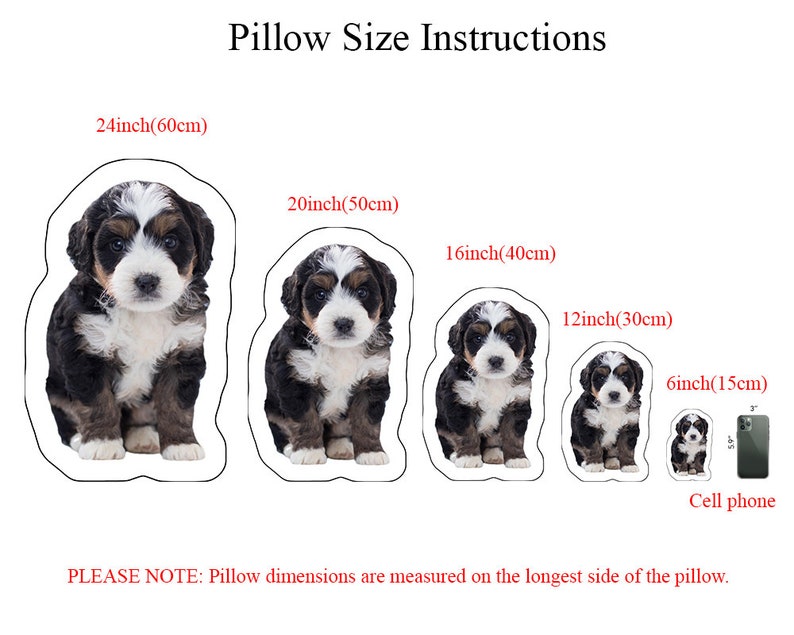 Pillow Size Instructions
24inch(60cm)
20inch(50cm)
16inch(40cm)
12inch(30cm)
6inch(15cm)
3"
5.9"
Cell phone
PLEASE NOTE: Pillow dimensions are measured on the longest side of the pillow.